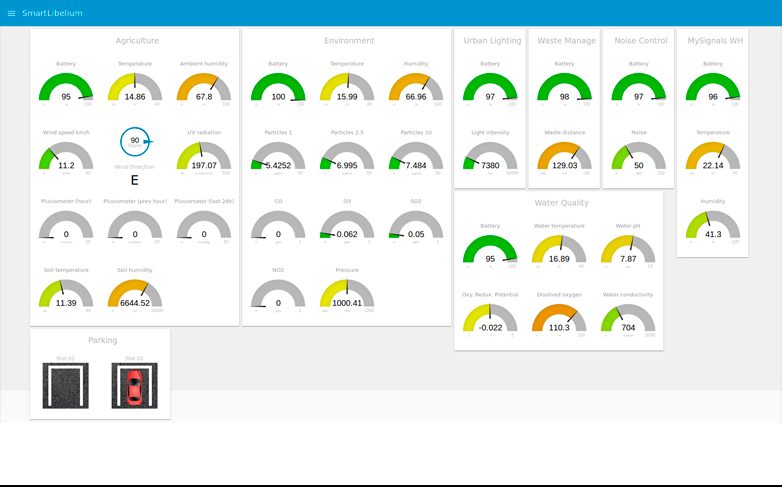 SmartLibelium
Agriculture
Battery
95
Temperature
14.86
Ambient humidity
67.8
Wind speed km/h
11.2
90
Wind Direction
E
UV radiation
197.07
Pluviometer (hour)
0
Pluviometer (prev hour)
0
Pluviometer (last 24h)
0
Soil temperature
11.39
Soil humidity
6644.52
Environment
Battery
100
Temperature
15.99
Humidity
66.96
Particles 1
5.4252
Particles 2.5
6.995
Particles 10
7.484
CO
0
O3
0.062
SO2
0.05
NO2
0
Pressure
1000.41
Urban Lighting
Battery
97
Light intensity
7380
Waste Manage
Battery
98
Waste distance
129.03
Noise Control
Battery
97
Noise
50
MySignals WH
Battery
96
Temperature
22.14
Humidity
41.3
Water Quality
Battery
95
Water temperature
16.89
Water pH
7.87
Oxy. Redux. Potential
-0.022
Disolved oxygen
110.3
Water conductivity
704
Parking
Slot 01
Slot 02